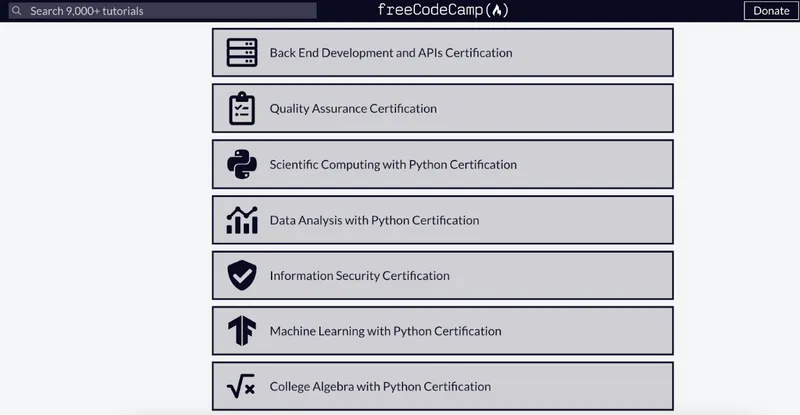 Search 9,000+ tutorials
freeCodeCamp
Donate
Back End Development and APIs Certification
Quality Assurance Certification
Scientific Computing with Python Certification
Data Analysis with Python Certification
Information Security Certification
Machine Learning with Python Certification
College Algebra with Python Certification